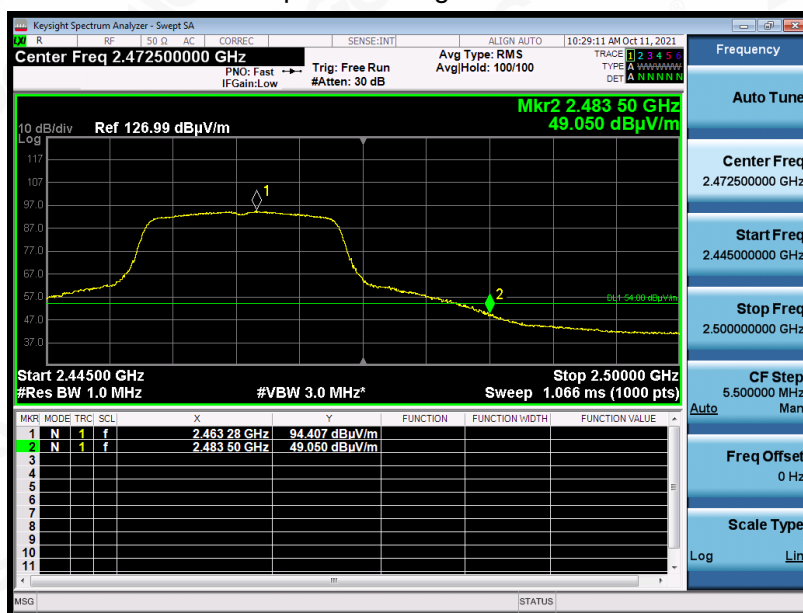 Keysight Spectrum Analyzer - Swept SA
LXI R RF 50 Ω AC CORREC SENSE:INT ALIGN AUTO 10:29:11 AM Oct 11, 2021
Center Freq 2.472500000 GHz
PNO: Fast
IFGain:Low
Trig: Free Run
#Atten: 30 dB
Avg Type: RMS
Avg|Hold: 100/100
TRACE 1 2 3 4 5 6
TYPE A WWWWW
DET A N N N N N
Mkr2 2.483 50 GHz
49.050 dBµV/m
10 dB/div Ref 126.99 dBµV/m
Log
117
107
97.0
87.0
77.0
67.0
57.0
47.0
37.0
1
2
DL1 54.00 dBµV/m
Start 2.44500 GHz Stop 2.50000 GHz
#Res BW 1.0 MHz #VBW 3.0 MHz* Sweep 1.066 ms (1000 pts)
MKR MODE TRC SCL X Y FUNCTION FUNCTION WIDTH FUNCTION VALUE
1 N 1 f 2.463 28 GHz 94.407 dBµV/m
2 N 1 f 2.483 50 GHz 49.050 dBµV/m
3
4
5
6
7
8
9
10
11
MSG STATUS
Frequency
Auto Tune
Center Freq
2.472500000 GHz
Start Freq
2.445000000 GHz
Stop Freq
2.500000000 GHz
CF Step
5.500000 MHz
Auto Man
Freq Offset
0 Hz
Scale Type
Log Lin